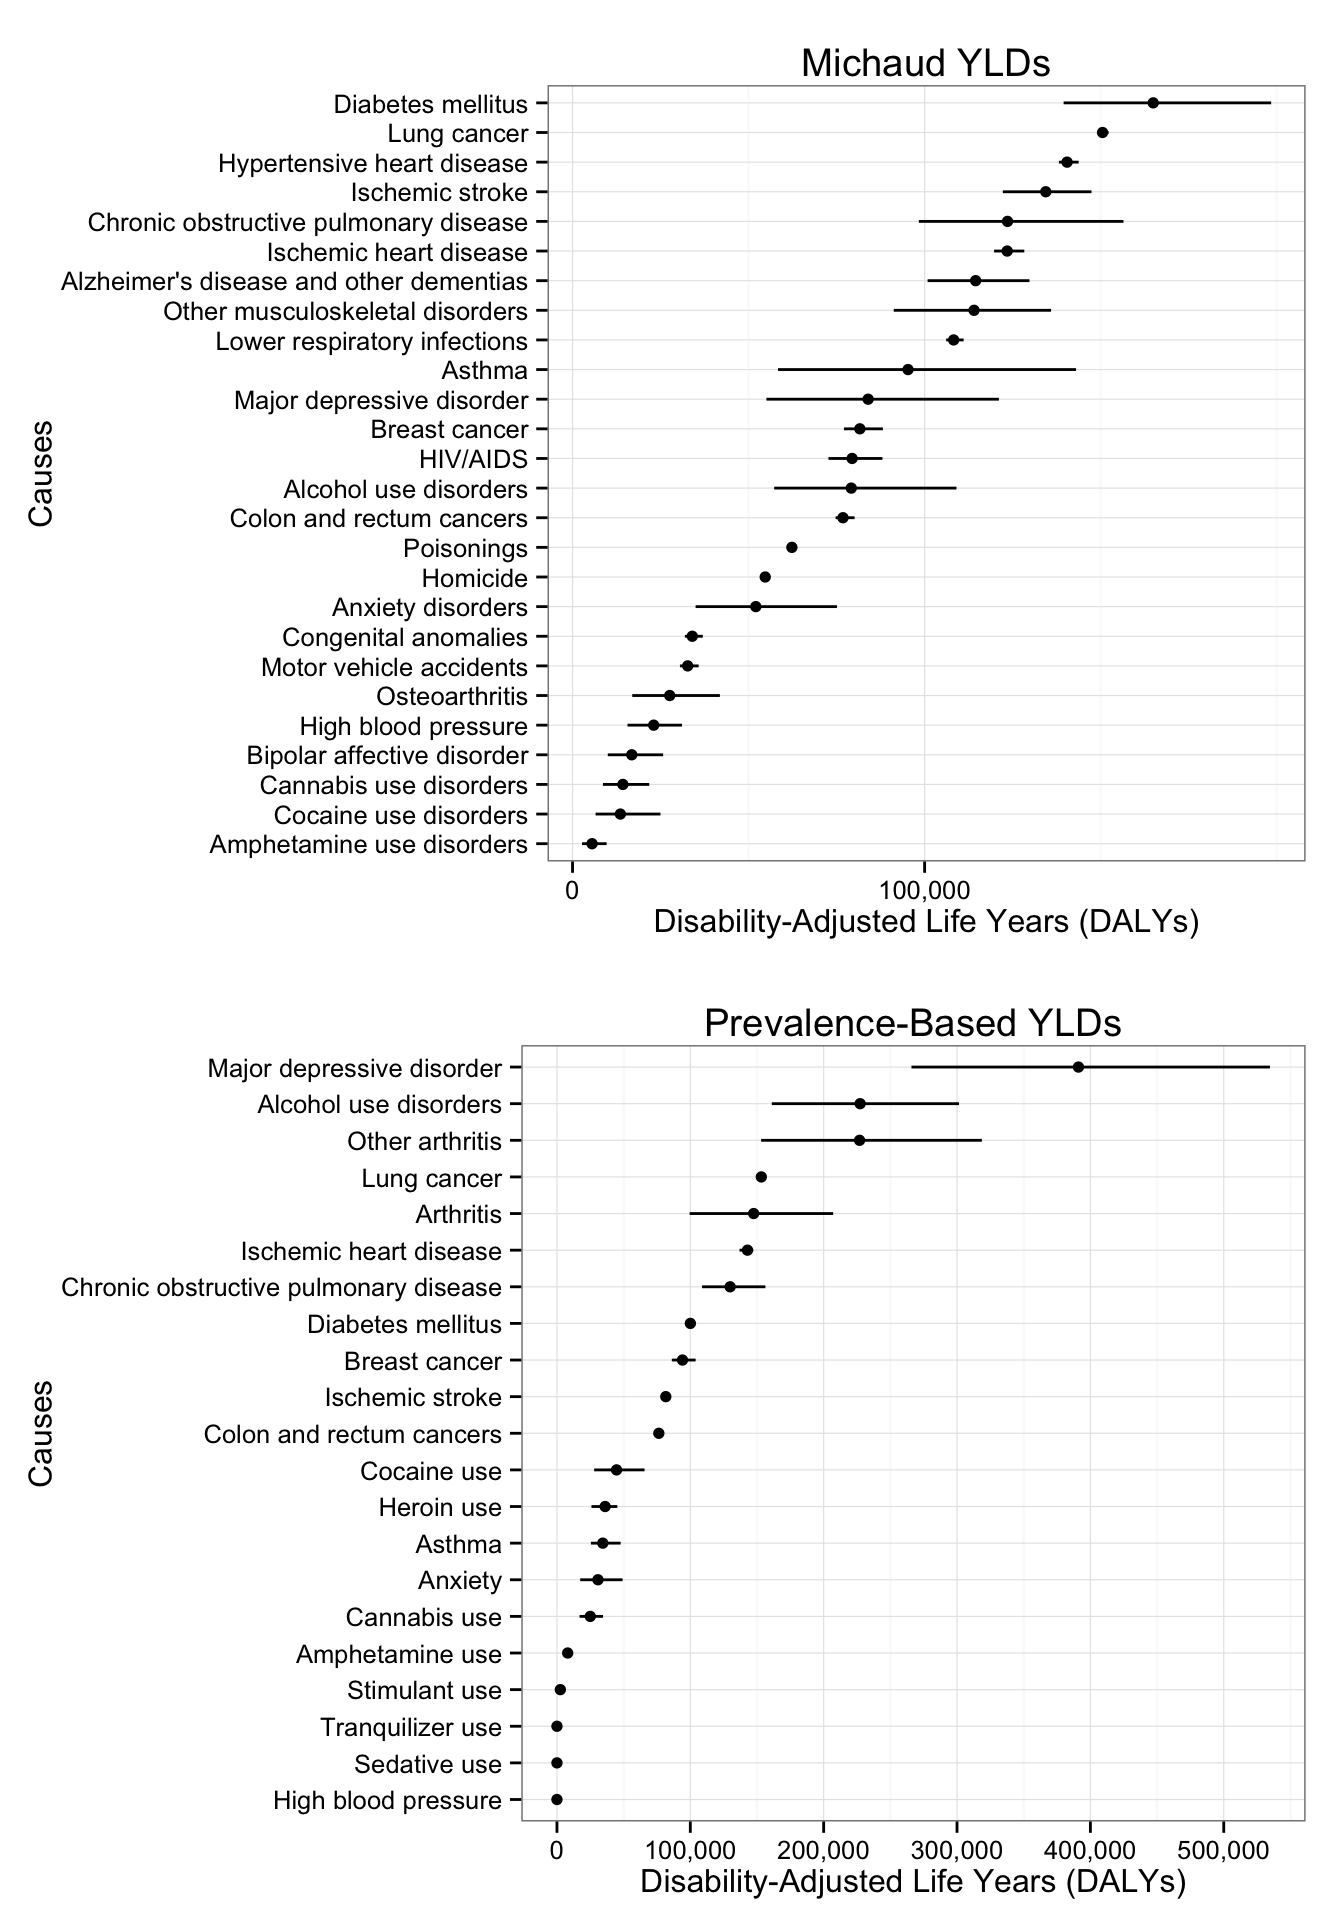 Michaud YLDs
Diabetes mellitus
Lung cancer
Hypertensive heart disease
Ischemic stroke
Chronic obstructive pulmonary disease
Ischemic heart disease
Alzheimer's disease and other dementias
Other musculoskeletal disorders
Lower respiratory infections
Asthma
Major depressive disorder
Breast cancer
HIV/AIDS
Alcohol use disorders
Colon and rectum cancers
Poisonings
Homicide
Anxiety disorders
Congenital anomalies
Motor vehicle accidents
Osteoarthritis
High blood pressure
Bipolar affective disorder
Cannabis use disorders
Cocaine use disorders
Amphetamine use disorders
Causes
0 100,000
Disability-Adjusted Life Years (DALYs)
Prevalence-Based YLDs
Major depressive disorder
Alcohol use disorders
Other arthritis
Lung cancer
Arthritis
Ischemic heart disease
Chronic obstructive pulmonary disease
Diabetes mellitus
Breast cancer
Ischemic stroke
Colon and rectum cancers
Cocaine use
Heroin use
Asthma
Anxiety
Cannabis use
Amphetamine use
Stimulant use
Tranquilizer use
Sedative use
High blood pressure
Causes
0 100,000 200,000 300,000 400,000 500,000
Disability-Adjusted Life Years (DALYs)